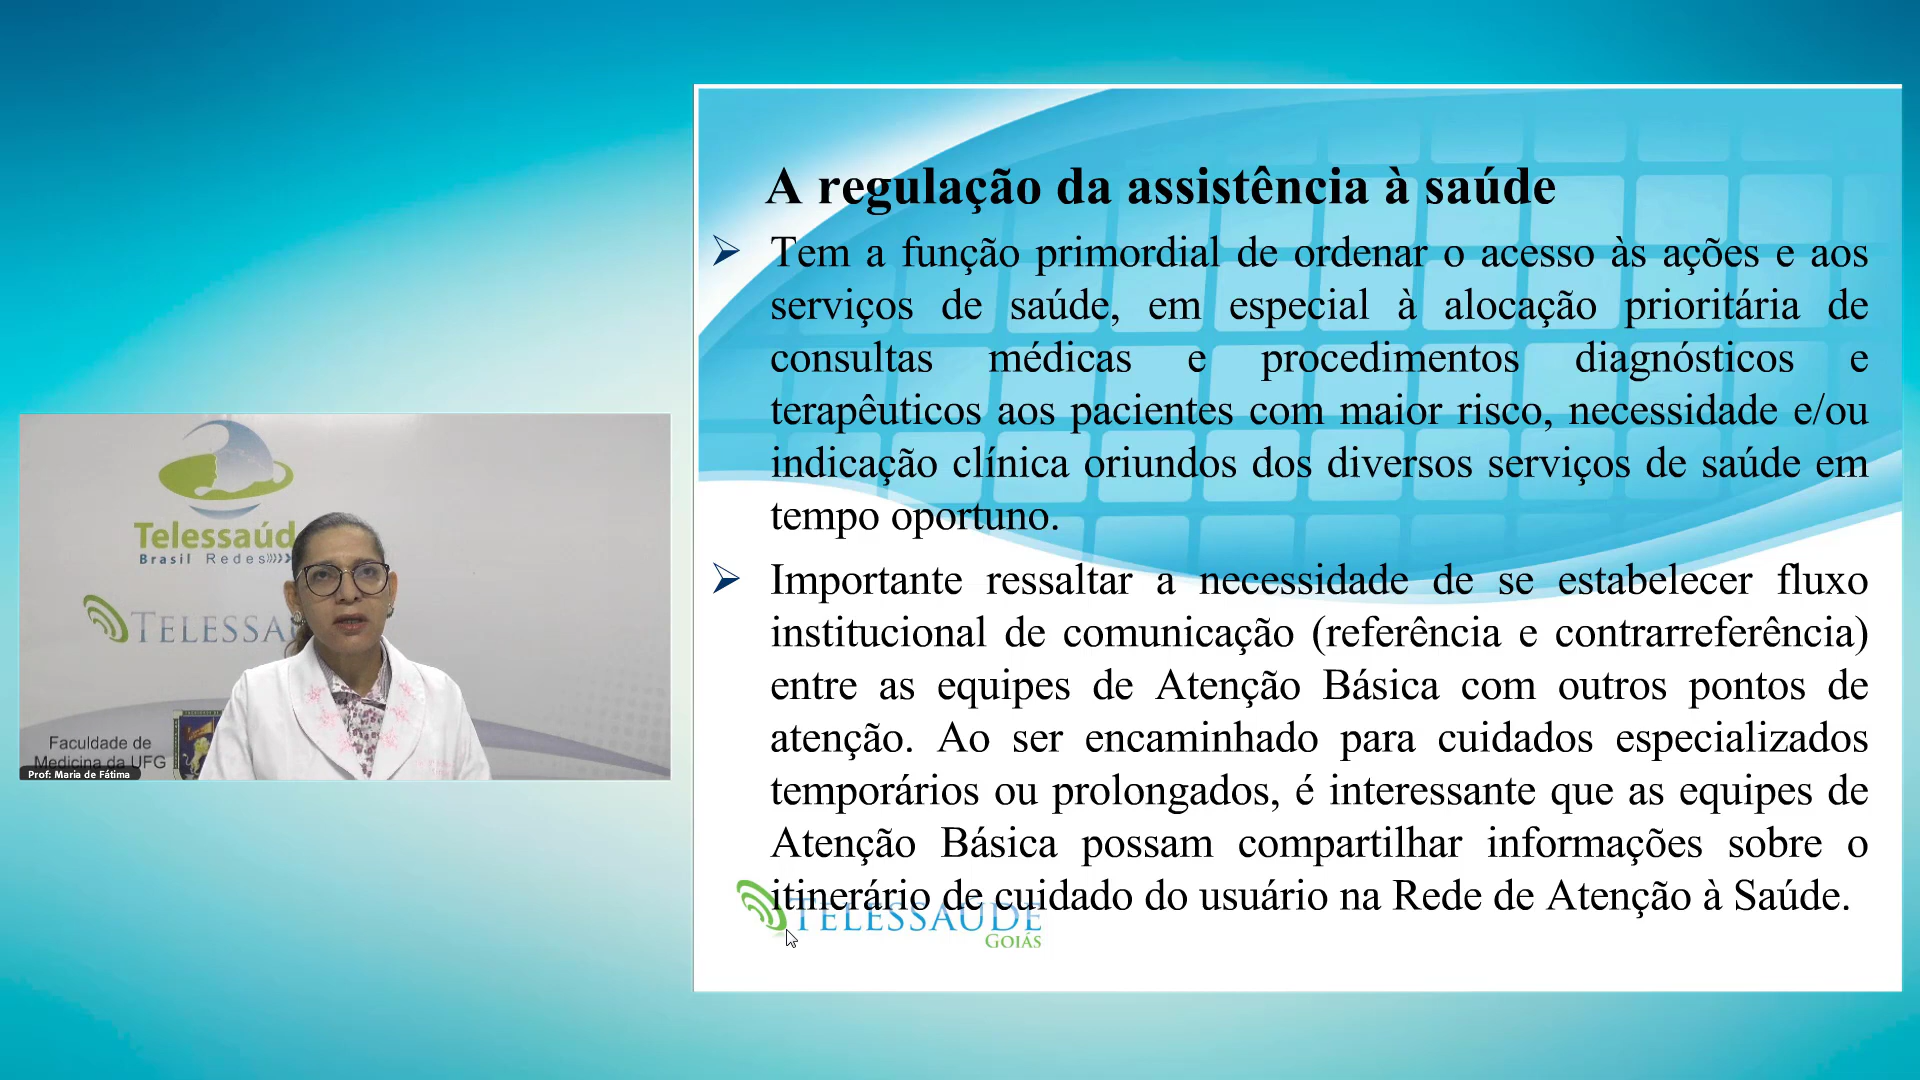 A regulação da assistência à saúde
Tem a função primordial de ordenar o acesso às ações e aos
serviços de saúde, em especial à alocação prioritária de
consultas médicas e procedimentos diagnósticos e
terapêuticos aos pacientes com maior risco, necessidade e/ou
indicação clínica oriundos dos diversos serviços de saúde em
tempo oportuno.
Importante ressaltar a necessidade de se estabelecer fluxo
institucional de comunicação (referência e contrarreferência)
entre as equipes de Atenção Básica com outros pontos de
atenção. Ao ser encaminhado para cuidados especializados
temporários ou prolongados, é interessante que as equipes de
Atenção Básica possam compartilhar informações sobre o
itinerário de cuidado do usuário na Rede de Atenção à Saúde.
TELESSAÚDE
GOIÁS
Telessaúd
Brasil Redes
TELESSA
Faculdade de
Medicina da UFG
Prof: Maria de Fátima